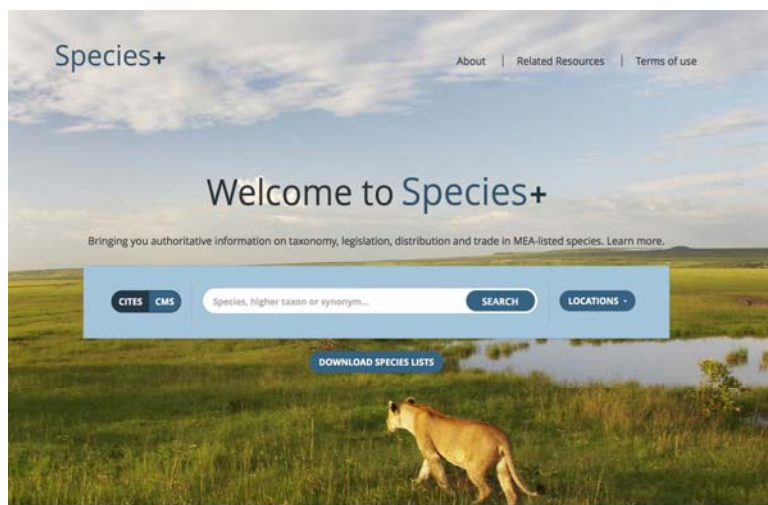 Species+
About | Related Resources | Terms of use
Welcome to Species+
Bringing you authoritative information on taxonomy, legislation, distribution and trade in MEA-listed species. Learn more.
CITES CMS Species, higher taxon or synonym... SEARCH LOCATIONS
DOWNLOAD SPECIES LISTS